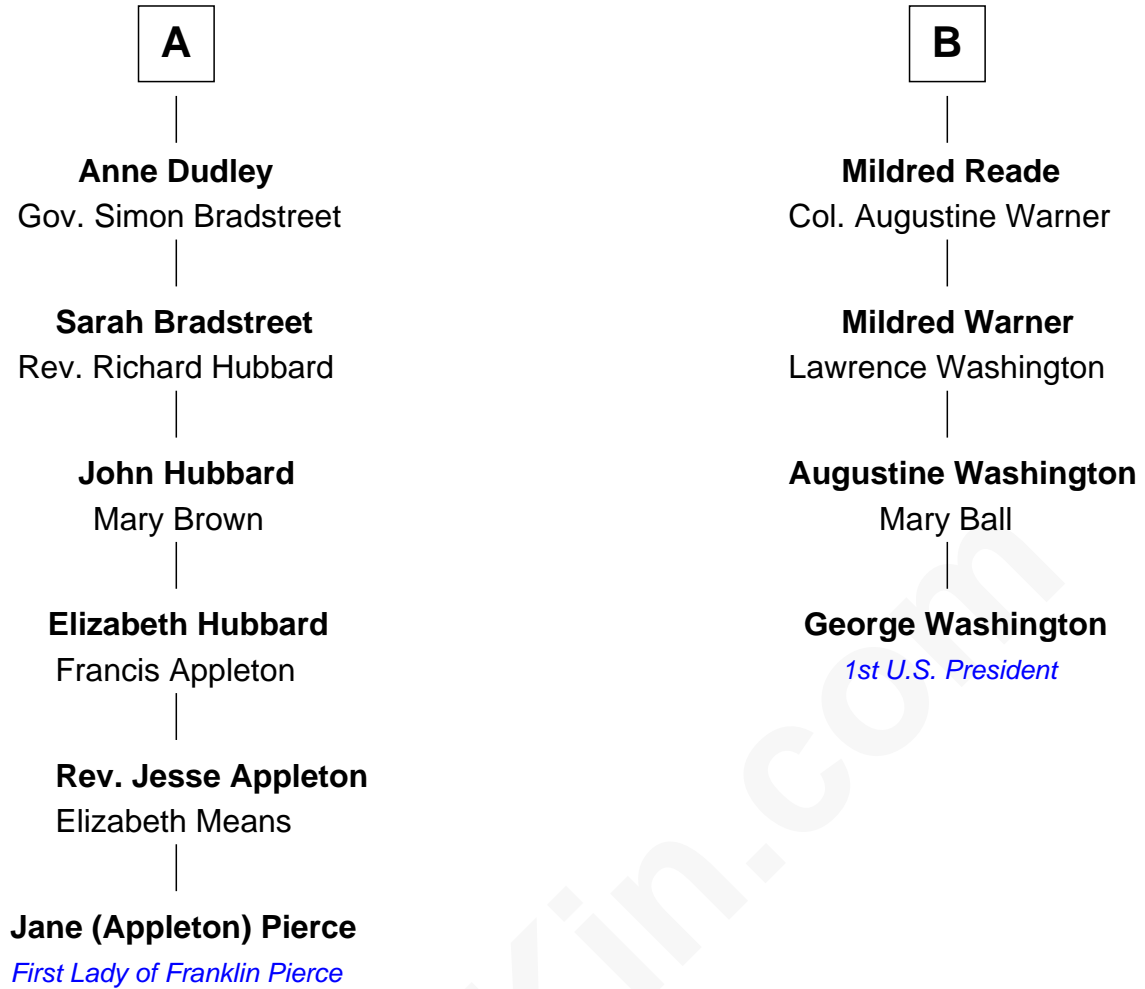 A
Anne Dudley
Gov. Simon Bradstreet
Sarah Bradstreet
Rev. Richard Hubbard
John Hubbard
Mary Brown
Elizabeth Hubbard
Francis Appleton
Rev. Jesse Appleton
Elizabeth Means
Jane (Appleton) Pierce
First Lady of Franklin Pierce
B
Mildred Reade
Col. Augustine Warner
Mildred Warner
Lawrence Washington
Augustine Washington
Mary Ball
George Washington
1st U.S. President